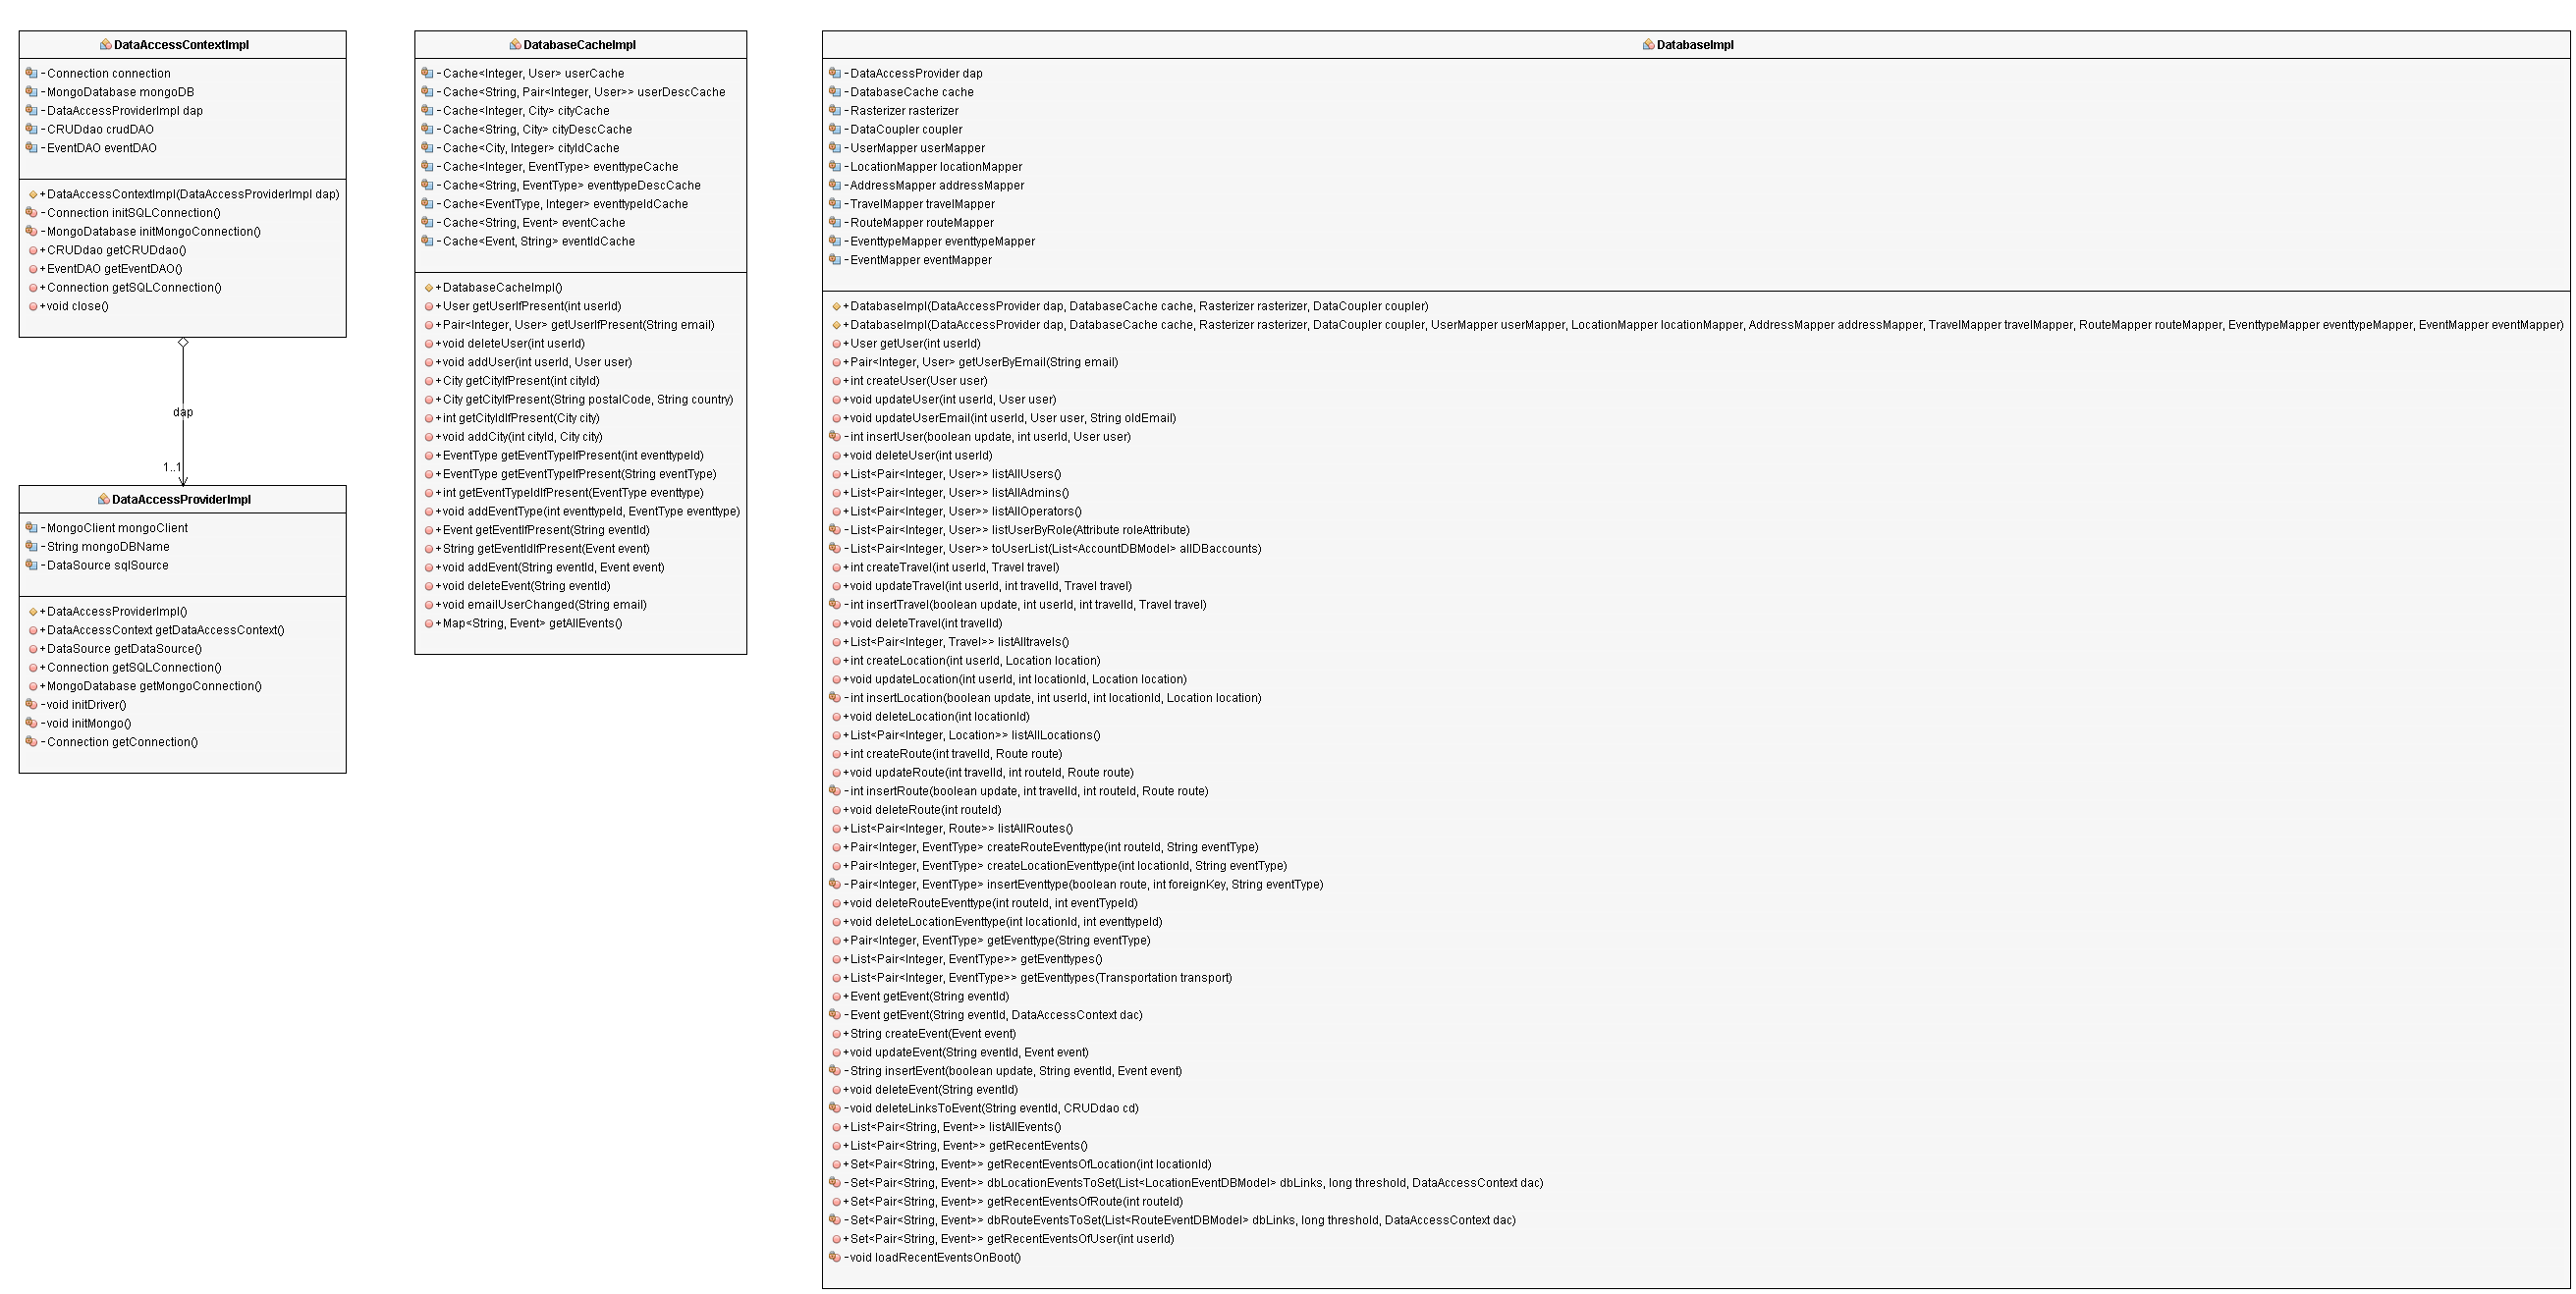 DataAccessContextImpl
-Connection connection
-MongoDatabase mongoDB
-DataAccessProviderImpl dap
-CRUDdao crudDAO
-EventDAO eventDAO
+DataAccessContextImpl(DataAccessProviderImpl dap)
-Connection initSQLConnection()
-MongoDatabase initMongoConnection()
+CRUDdao getCRUDdao()
+EventDAO getEventDAO()
+Connection getSQLConnection()
+void close()
dap
1..1
DataAccessProviderImpl
-MongoClient mongoClient
-String mongoDBName
-DataSource sqlSource
+DataAccessProviderImpl()
+DataAccessContext getDataAccessContext()
+DataSource getDataSource()
+Connection getSQLConnection()
+MongoDatabase getMongoConnection()
-void initDriver()
-void initMongo()
-Connection getConnection()
DatabaseCacheImpl
-Cache<Integer, User> userCache
-Cache<String, Pair<Integer, User>> userDescCache
-Cache<Integer, City> cityCache
-Cache<String, City> cityDescCache
-Cache<City, Integer> cityIdCache
-Cache<Integer, EventType> eventtypeCache
-Cache<String, EventType> eventtypeDescCache
-Cache<EventType, Integer> eventtypeIdCache
-Cache<String, Event> eventCache
-Cache<Event, String> eventIdCache
+DatabaseCacheImpl()
+User getUserIfPresent(int userId)
+Pair<Integer, User> getUserIfPresent(String email)
+void deleteUser(int userId)
+void addUser(int userId, User user)
+City getCityIfPresent(int cityId)
+City getCityIfPresent(String postalCode, String country)
+int getCityIdIfPresent(City city)
+void addCity(int cityId, City city)
+EventType getEventTypeIfPresent(int eventtypeId)
+EventType getEventTypeIfPresent(String eventType)
+int getEventTypeIdIfPresent(EventType eventtype)
+void addEventType(int eventtypeId, EventType eventtype)
+Event getEventIfPresent(String eventId)
+String getEventIdIfPresent(Event event)
+void addEvent(String eventId, Event event)
+void deleteEvent(String eventId)
+void emailUserChanged(String email)
+Map<String, Event> getAllEvents()
DatabaseImpl
-DataAccessProvider dap
-DatabaseCache cache
-Rasterizer rasterizer
-DataCoupler coupler
-UserMapper userMapper
-LocationMapper locationMapper
-AddressMapper addressMapper
-TravelMapper travelMapper
-RouteMapper routeMapper
-EventtypeMapper eventtypeMapper
-EventMapper eventMapper
+DatabaseImpl(DataAccessProvider dap, DatabaseCache cache, Rasterizer rasterizer, DataCoupler coupler)
+DatabaseImpl(DataAccessProvider dap, DatabaseCache cache, Rasterizer rasterizer, DataCoupler coupler, UserMapper userMapper, LocationMapper locationMapper, AddressMapper addressMapper, TravelMapper travelMapper, RouteMapper routeMapper, EventtypeMapper eventtypeMapper, EventMapper eventMapper)
+User getUser(int userId)
+Pair<Integer, User> getUserByEmail(String email)
+int createUser(User user)
+void updateUser(int userId, User user)
+void updateUserEmail(int userId, User user, String oldEmail)
-int insertUser(boolean update, int userId, User user)
+void deleteUser(int userId)
+List<Pair<Integer, User>> listAllUsers()
+List<Pair<Integer, User>> listAllAdmins()
+List<Pair<Integer, User>> listAllOperators()
-List<Pair<Integer, User>> listUserByRole(Attribute roleAttribute)
-List<Pair<Integer, User>> toUserList(List<AccountDBModel> allDBaccounts)
+int createTravel(int userId, Travel travel)
+void updateTravel(int userId, int travelId, Travel travel)
-int insertTravel(boolean update, int userId, int travelId, Travel travel)
+void deleteTravel(int travelId)
+List<Pair<Integer, Travel>> listAlltravels()
+int createLocation(int userId, Location location)
+void updateLocation(int userId, int locationId, Location location)
-int insertLocation(boolean update, int userId, int locationId, Location location)
+void deleteLocation(int locationId)
+List<Pair<Integer, Location>> listAllLocations()
+int createRoute(int travelId, Route route)
+void updateRoute(int travelId, int routeId, Route route)
-int insertRoute(boolean update, int travelId, int routeId, Route route)
+void deleteRoute(int routeId)
+List<Pair<Integer, Route>> listAllRoutes()
+Pair<Integer, EventType> createRouteEventtype(int routeId, String eventType)
+Pair<Integer, EventType> createLocationEventtype(int locationId, String eventType)
-Pair<Integer, EventType> insertEventtype(boolean route, int foreignKey, String eventType)
+void deleteRouteEventtype(int routeId, int eventTypeId)
+void deleteLocationEventtype(int locationId, int eventtypeId)
+Pair<Integer, EventType> getEventtype(String eventType)
+List<Pair<Integer, EventType>> getEventtypes()
+List<Pair<Integer, EventType>> getEventtypes(Transportation transport)
+Event getEvent(String eventId)
-Event getEvent(String eventId, DataAccessContext dac)
+String createEvent(Event event)
+void updateEvent(String eventId, Event event)
-String insertEvent(boolean update, String eventId, Event event)
+void deleteEvent(String eventId)
-void deleteLinksToEvent(String eventId, CRUDdao cd)
+List<Pair<String, Event>> listAllEvents()
+List<Pair<String, Event>> getRecentEvents()
+Set<Pair<String, Event>> getRecentEventsOfLocation(int locationId)
-Set<Pair<String, Event>> dbLocationEventsToSet(List<LocationEventDBModel> dbLinks, long threshold, DataAccessContext dac)
+Set<Pair<String, Event>> getRecentEventsOfRoute(int routeId)
-Set<Pair<String, Event>> dbRouteEventsToSet(List<RouteEventDBModel> dbLinks, long threshold, DataAccessContext dac)
+Set<Pair<String, Event>> getRecentEventsOfUser(int userId)
-void loadRecentEventsOnBoot()